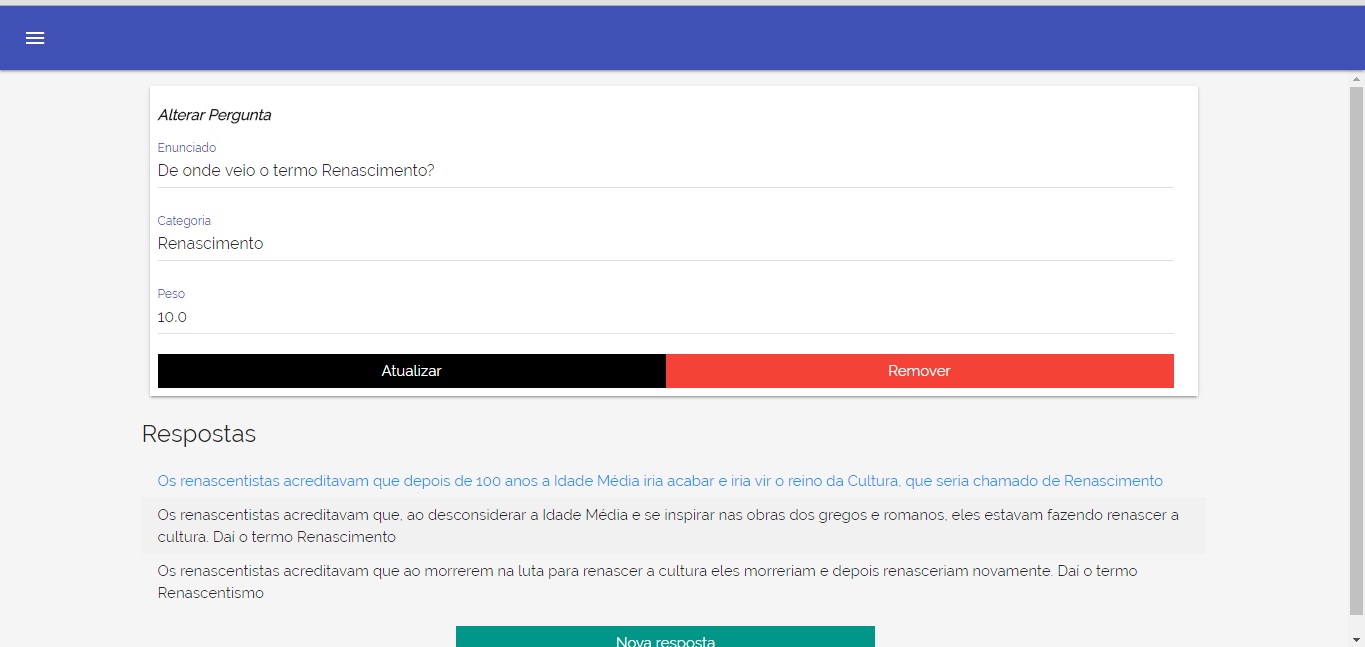 Alterar Pergunta
Enunciado
De onde veio o termo Renascimento?
Categoria
Renascimento
Peso
10.0
Atualizar
Remover
Respostas
Os renascentistas acreditavam que depois de 100 anos a Idade Média iria acabar e iria vir o reino da Cultura, que seria chamado de Renascimento
Os renascentistas acreditavam que, ao desconsiderar a Idade Média e se inspirar nas obras dos gregos e romanos, eles estavam fazendo renascer a
cultura. Daí o termo Renascimento
Os renascentistas acreditavam que ao morrerem na luta para renascer a cultura eles morreriam e depois renasceriam novamente. Daí o termo
Renascentismo
Nova resposta